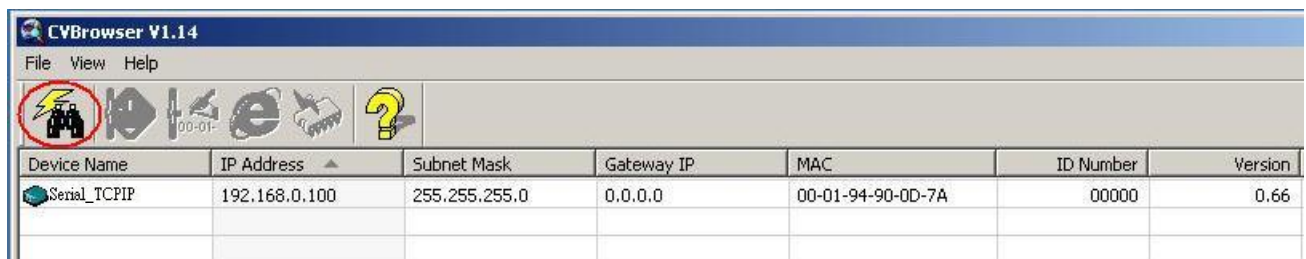 CVBrowser V1.14
File View Help
00-01-
Device Name IP Address Subnet Mask Gateway IP MAC ID Number Version
Serial_TCPIP 192.168.0.100 255.255.255.0 0.0.0.0 00-01-94-90-0D-7A 00000 0.66